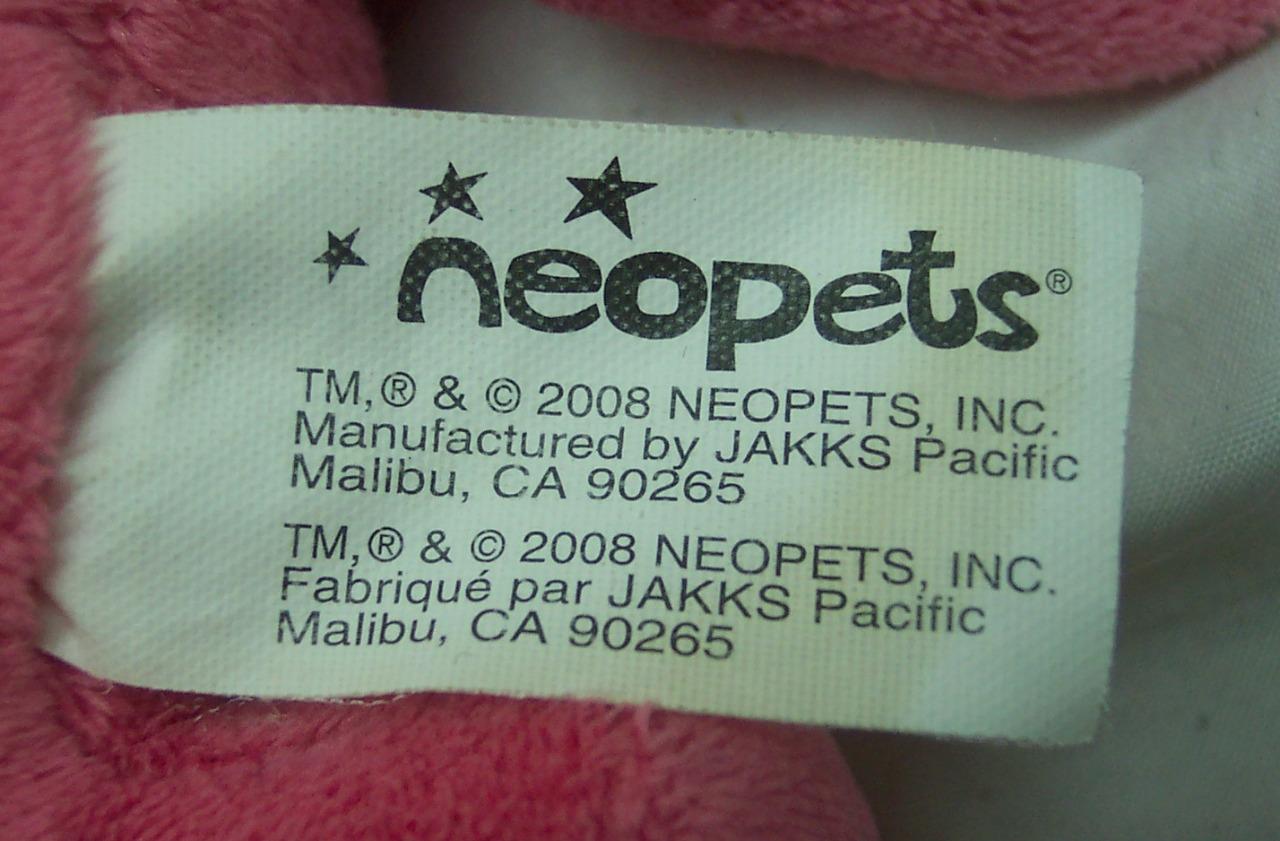 neopets®
TM,® & © 2008 NEOPETS, INC.
Manufactured by JAKKS Pacific
Malibu, CA 90265
TM,® & © 2008 NEOPETS, INC.
Fabriqué par JAKKS Pacific
Malibu, CA 90265